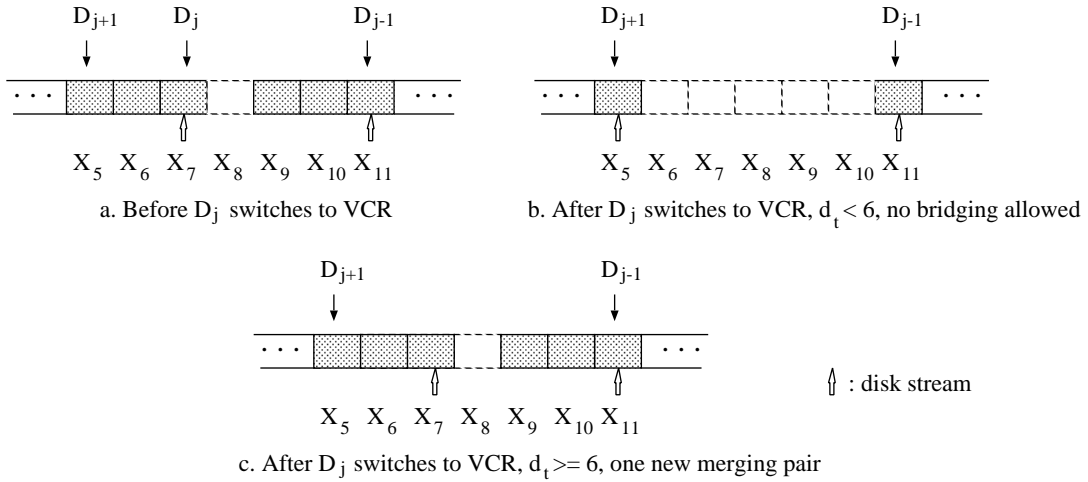 D_{j+1} D_j D_{j-1}
. . . . . .
X_5 X_6 X_7 X_8 X_9 X_10 X_11
a. Before D_j switches to VCR
D_{j+1} D_{j-1}
. . . . . .
X_5 X_6 X_7 X_8 X_9 X_10 X_11
b. After D_j switches to VCR, d_t < 6, no bridging allowed
D_{j+1} D_{j-1}
. . . . . .
X_5 X_6 X_7 X_8 X_9 X_10 X_11
: disk stream
c. After D_j switches to VCR, d_t >= 6, one new merging pair